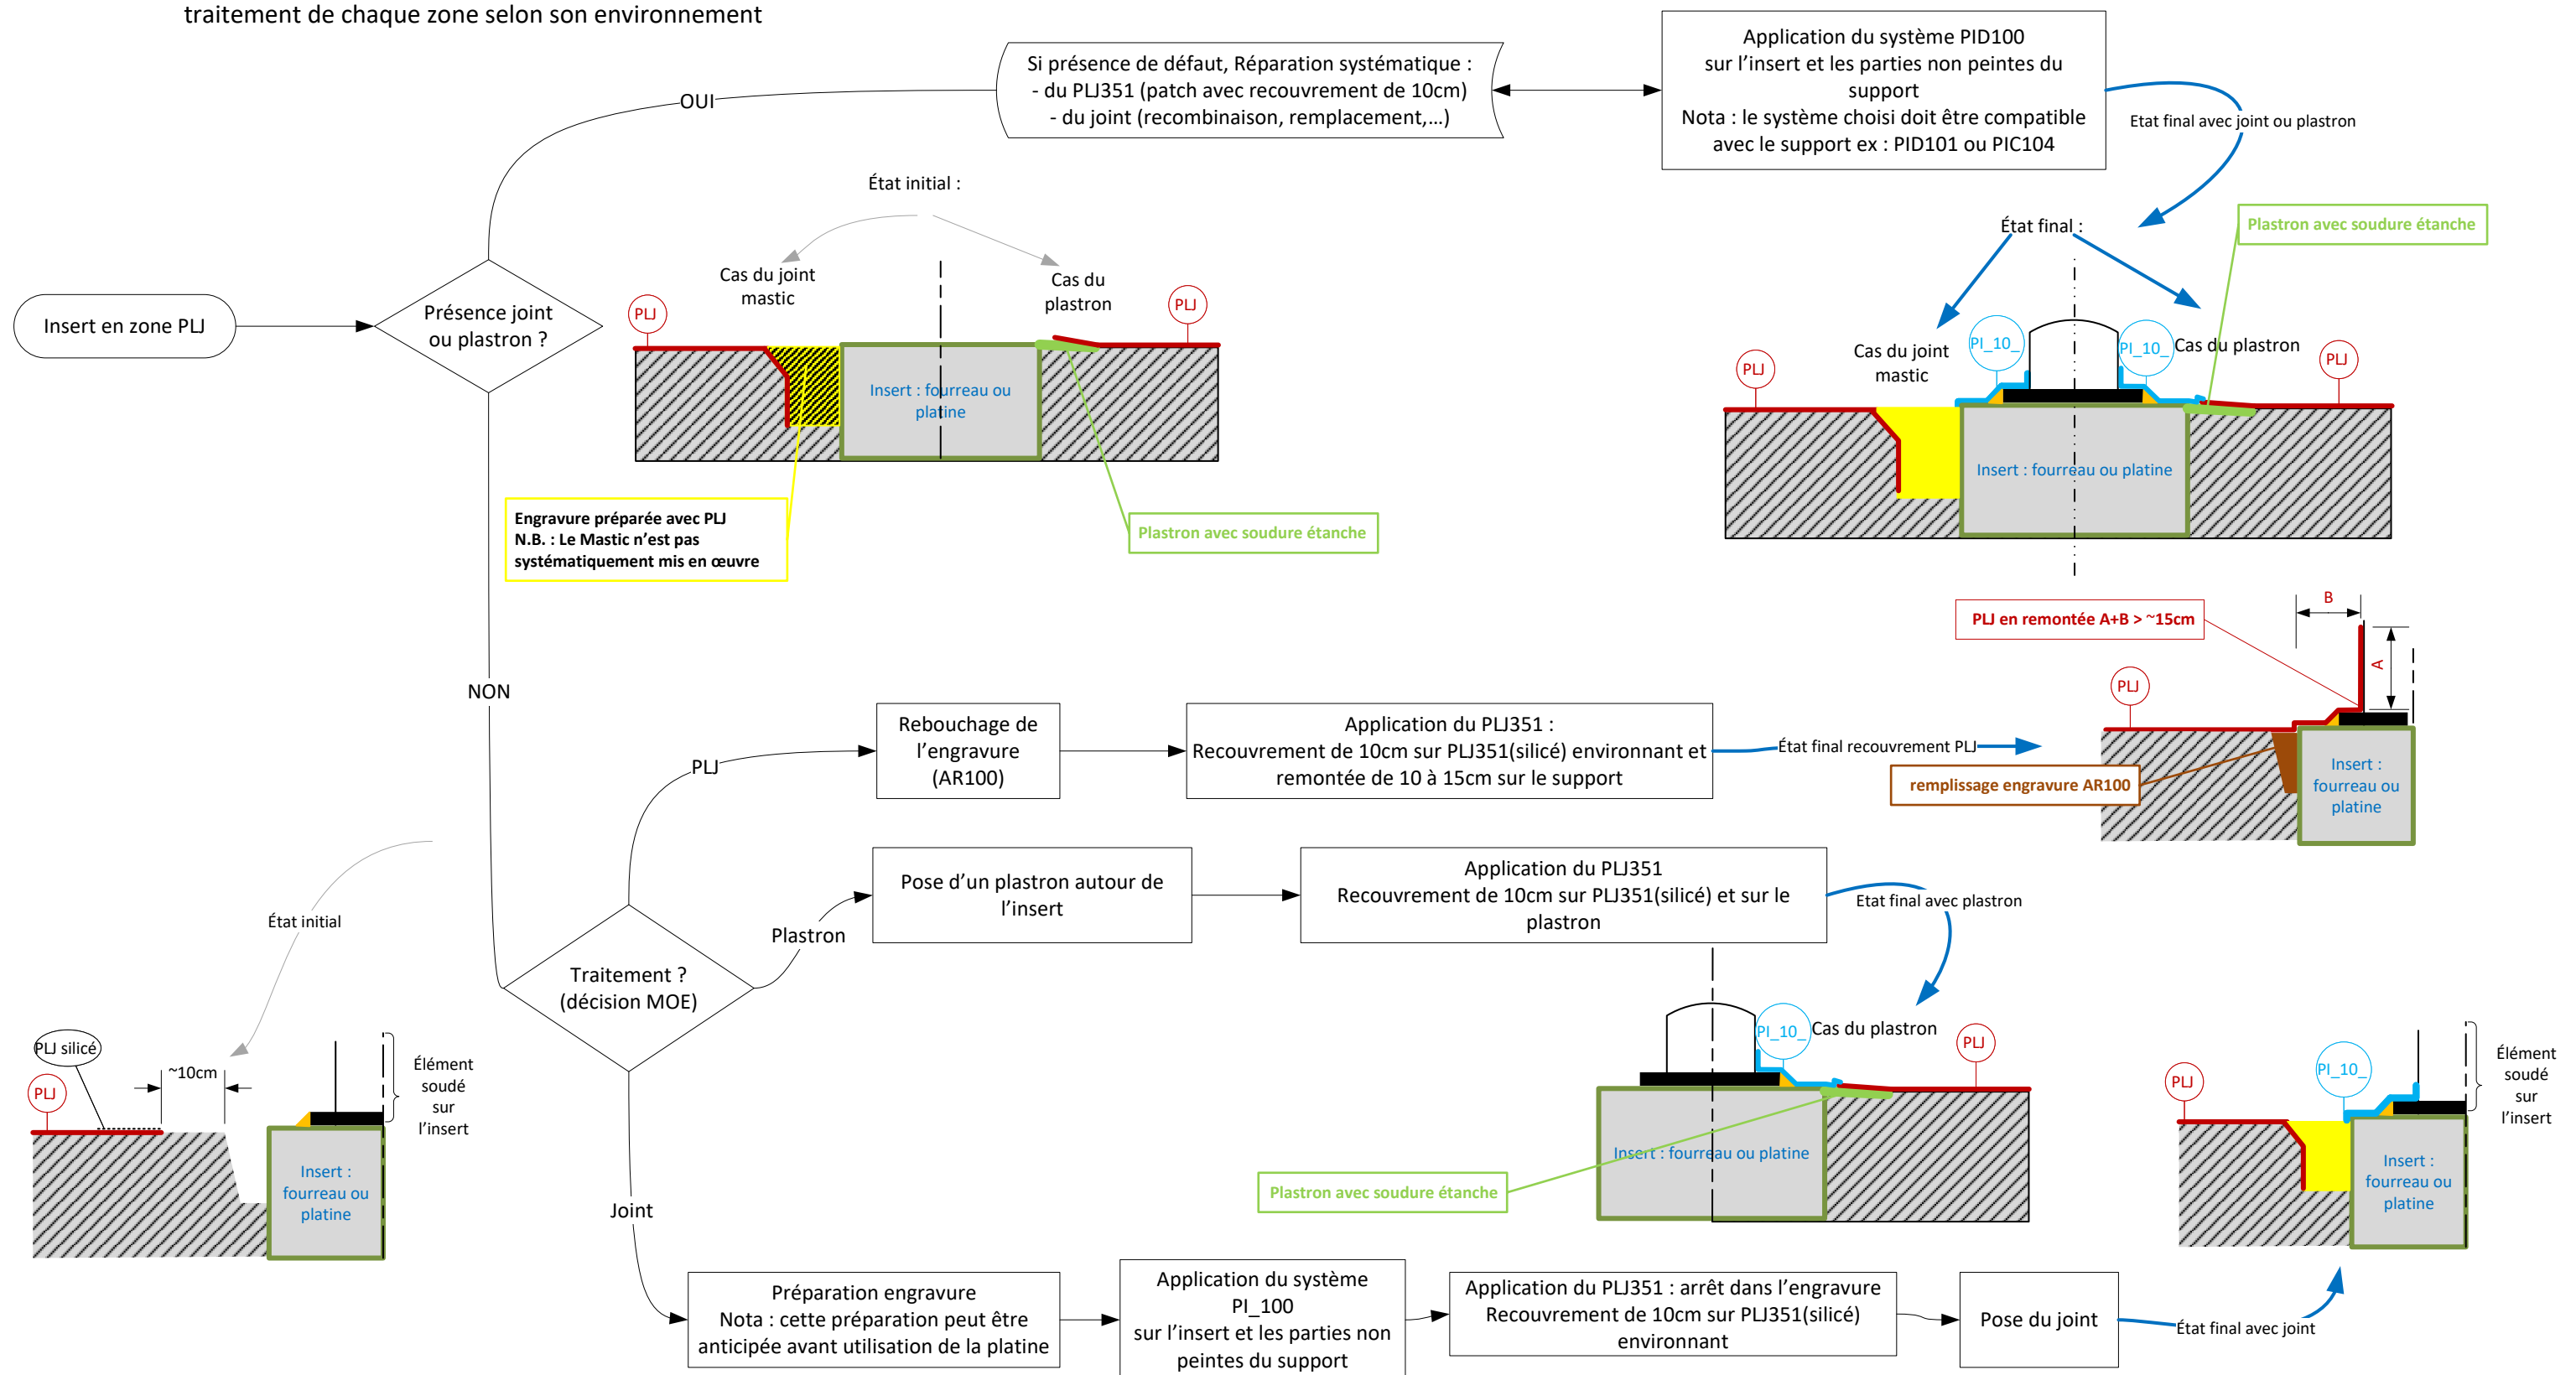 traitement de chaque zone selon son environnement
Si présence de défaut, Réparation systématique :
- du PLJ351 (patch avec recouvrement de 10cm)
- du joint (recombinaison, remplacement,…)
Application du système PID100
sur l’insert et les parties non peintes du
support
Nota : le système choisi doit être compatible
avec le support ex : PID101 ou PIC104
OUI
Etat final avec joint ou plastron
État initial :
Cas du joint
mastic
Cas du
plastron
État final :
Plastron avec soudure étanche
Insert en zone PLJ
Présence joint
ou plastron ?
PLJ
PLJ
Insert : fourreau ou
platine
PLJ
Cas du joint
mastic
PI_10_
PI_10_
Cas du plastron
PLJ
Insert : fourreau ou platine
Engravure préparée avec PLJ
N.B. : Le Mastic n’est pas
systématiquement mis en œuvre
Plastron avec soudure étanche
NON
PLJ en remontée A+B > ~15cm
B
A
PLJ
PLJ
Rebouchage de
l’engravure
(AR100)
Application du PLJ351 :
Recouvrement de 10cm sur PLJ351(silicé) environnant et
remontée de 10 à 15cm sur le support
État final recouvrement PLJ
remplissage engravure AR100
Insert :
fourreau ou
platine
État initial
Traitement ?
(décision MOE)
Plastron
Pose d’un plastron autour de
l’insert
Application du PLJ351
Recouvrement de 10cm sur PLJ351(silicé) et sur le
plastron
Etat final avec plastron
PLJ silicé
PLJ
~10cm
Élément
soudé
sur
l’insert
Insert :
fourreau ou
platine
PI_10_
Cas du plastron
PLJ
Insert : fourreau ou platine
Plastron avec soudure étanche
PLJ
PI_10_
Élément
soudé
sur
l’insert
Insert :
fourreau ou
platine
Joint
Préparation engravure
Nota : cette préparation peut être
anticipée avant utilisation de la platine
Application du système
PI_100
sur l’insert et les parties non
peintes du support
Application du PLJ351 : arrêt dans l’engravure
Recouvrement de 10cm sur PLJ351(silicé)
environnant
Pose du joint
État final avec joint